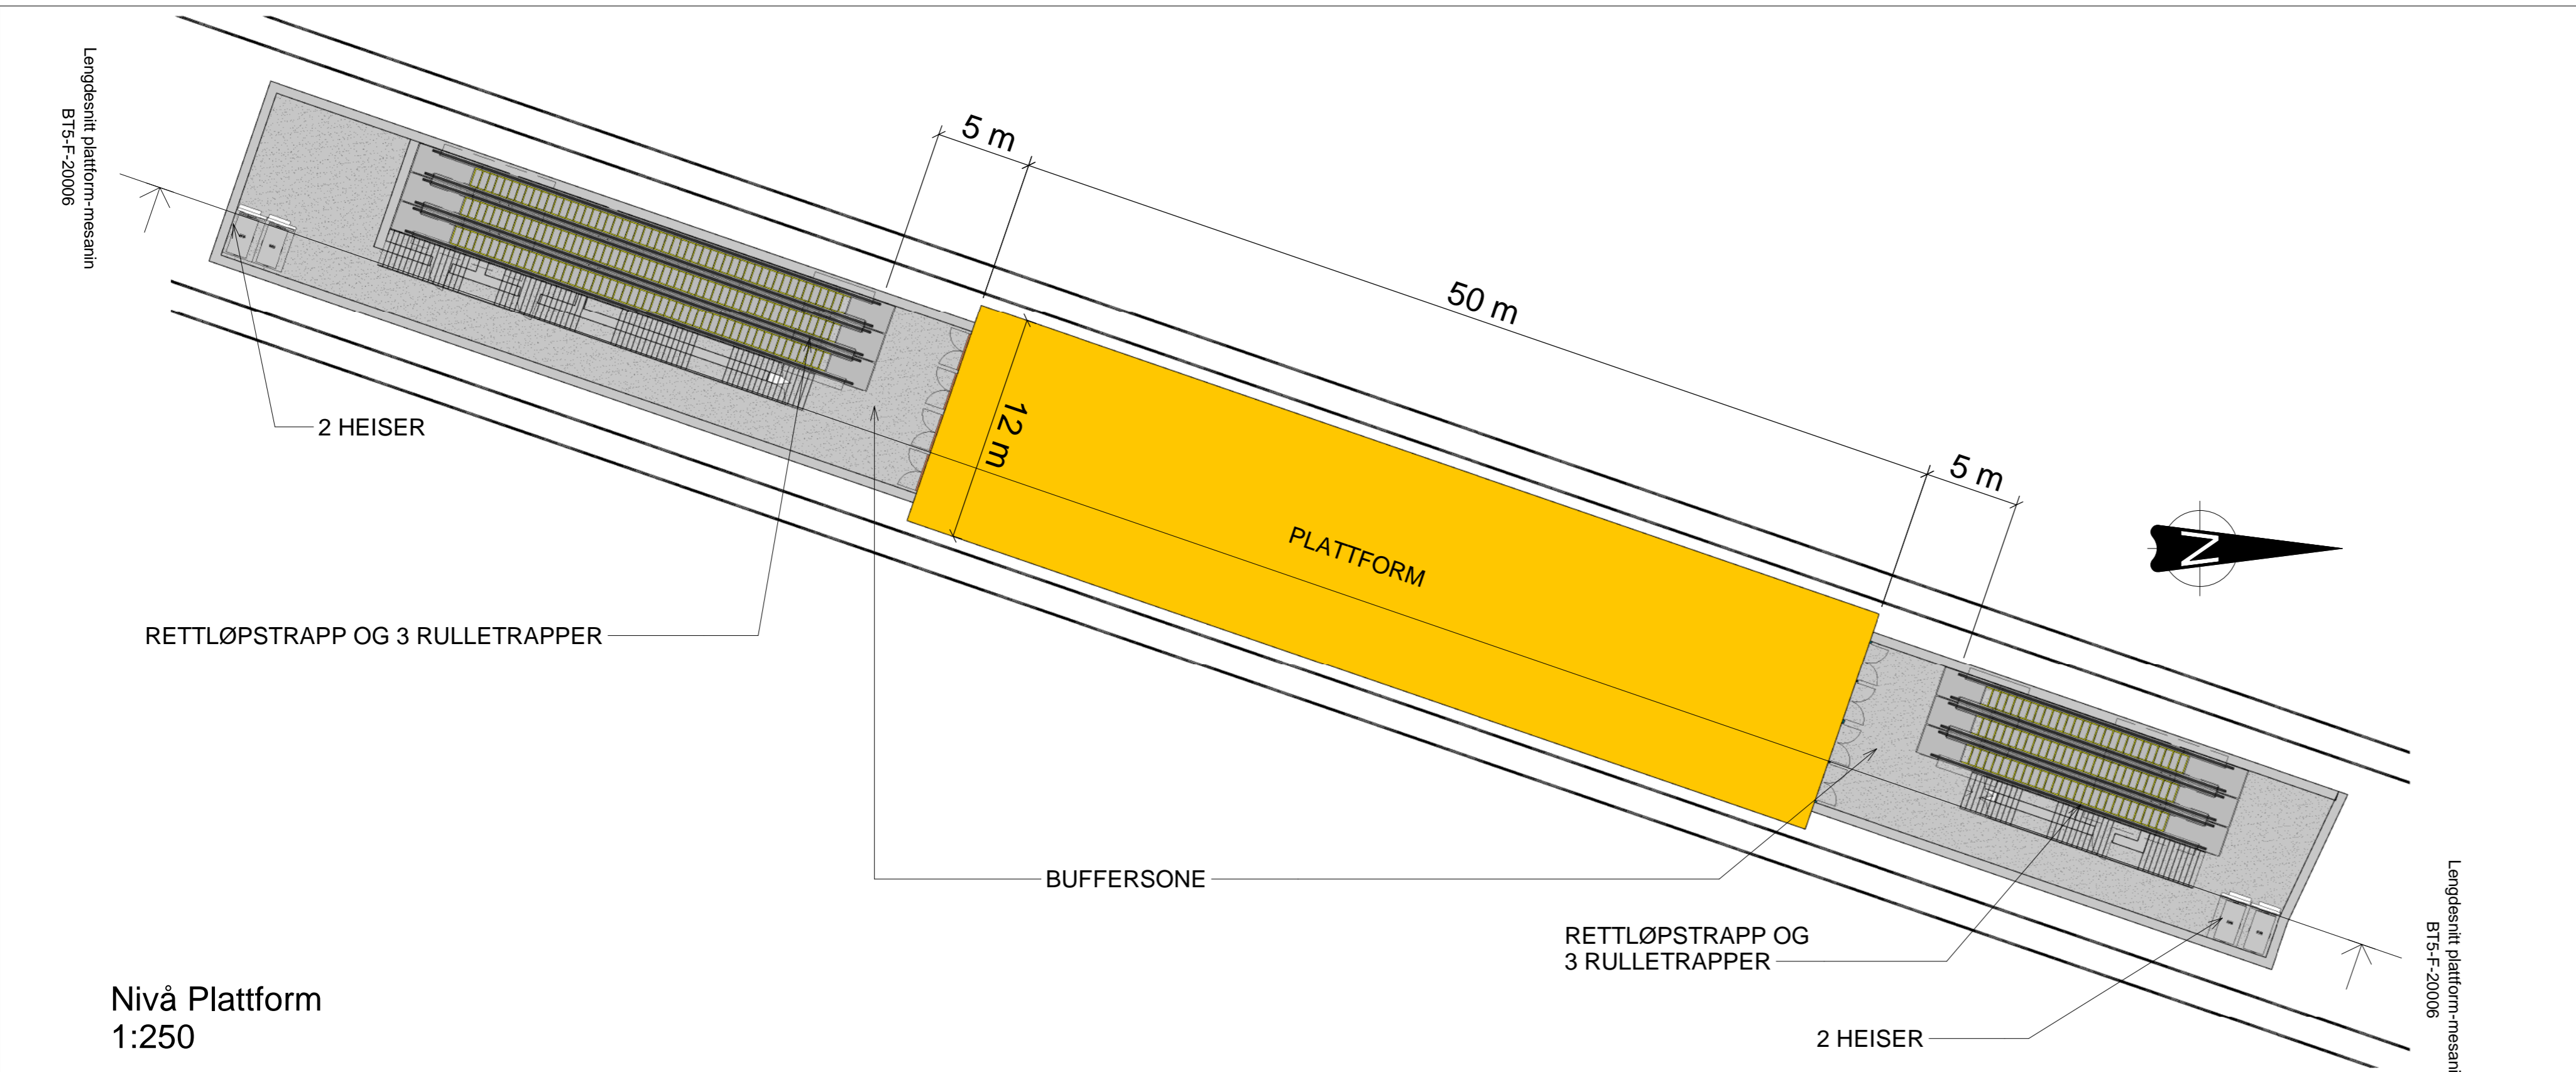 Lengdesnitt plattform-mesanin
BT5-F-20006
5 m
50 m
5 m
12 m
PLATTFORM
N
2 HEISER
RETTLØPSTRAPP OG 3 RULLETRAPPER
BUFFERSONE
RETTLØPSTRAPP OG
3 RULLETRAPPER
2 HEISER
Lengdesnitt plattform-mesani
BT5-F-20006
Nivå Plattform
1:250